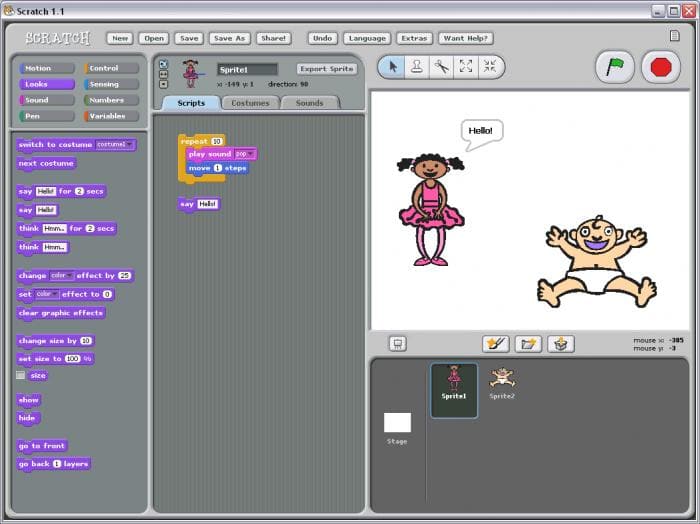 Scratch 1.1
SCRATCH
New Open Save Save As Share! Undo Language Extras Want Help?
Motion Control
Looks Sensing
Sound Numbers
Pen Variables
switch to costume costume1
next costume
say Hello! for 2 secs
say Hello!
think Hmm... for 2 secs
think Hmm...
change color effect by 25
set color effect to 0
clear graphic effects
change size by 10
set size to 100 %
size
show
hide
go to front
go back 1 layers
Sprite1 Export Sprite
x: -149 y: 1 direction: 90
Scripts Costumes Sounds
repeat 10
play sound pop
move 1 steps
say Hello!
Hello!
mouse x: -385
mouse y: -3
Stage
Sprite1 Sprite2